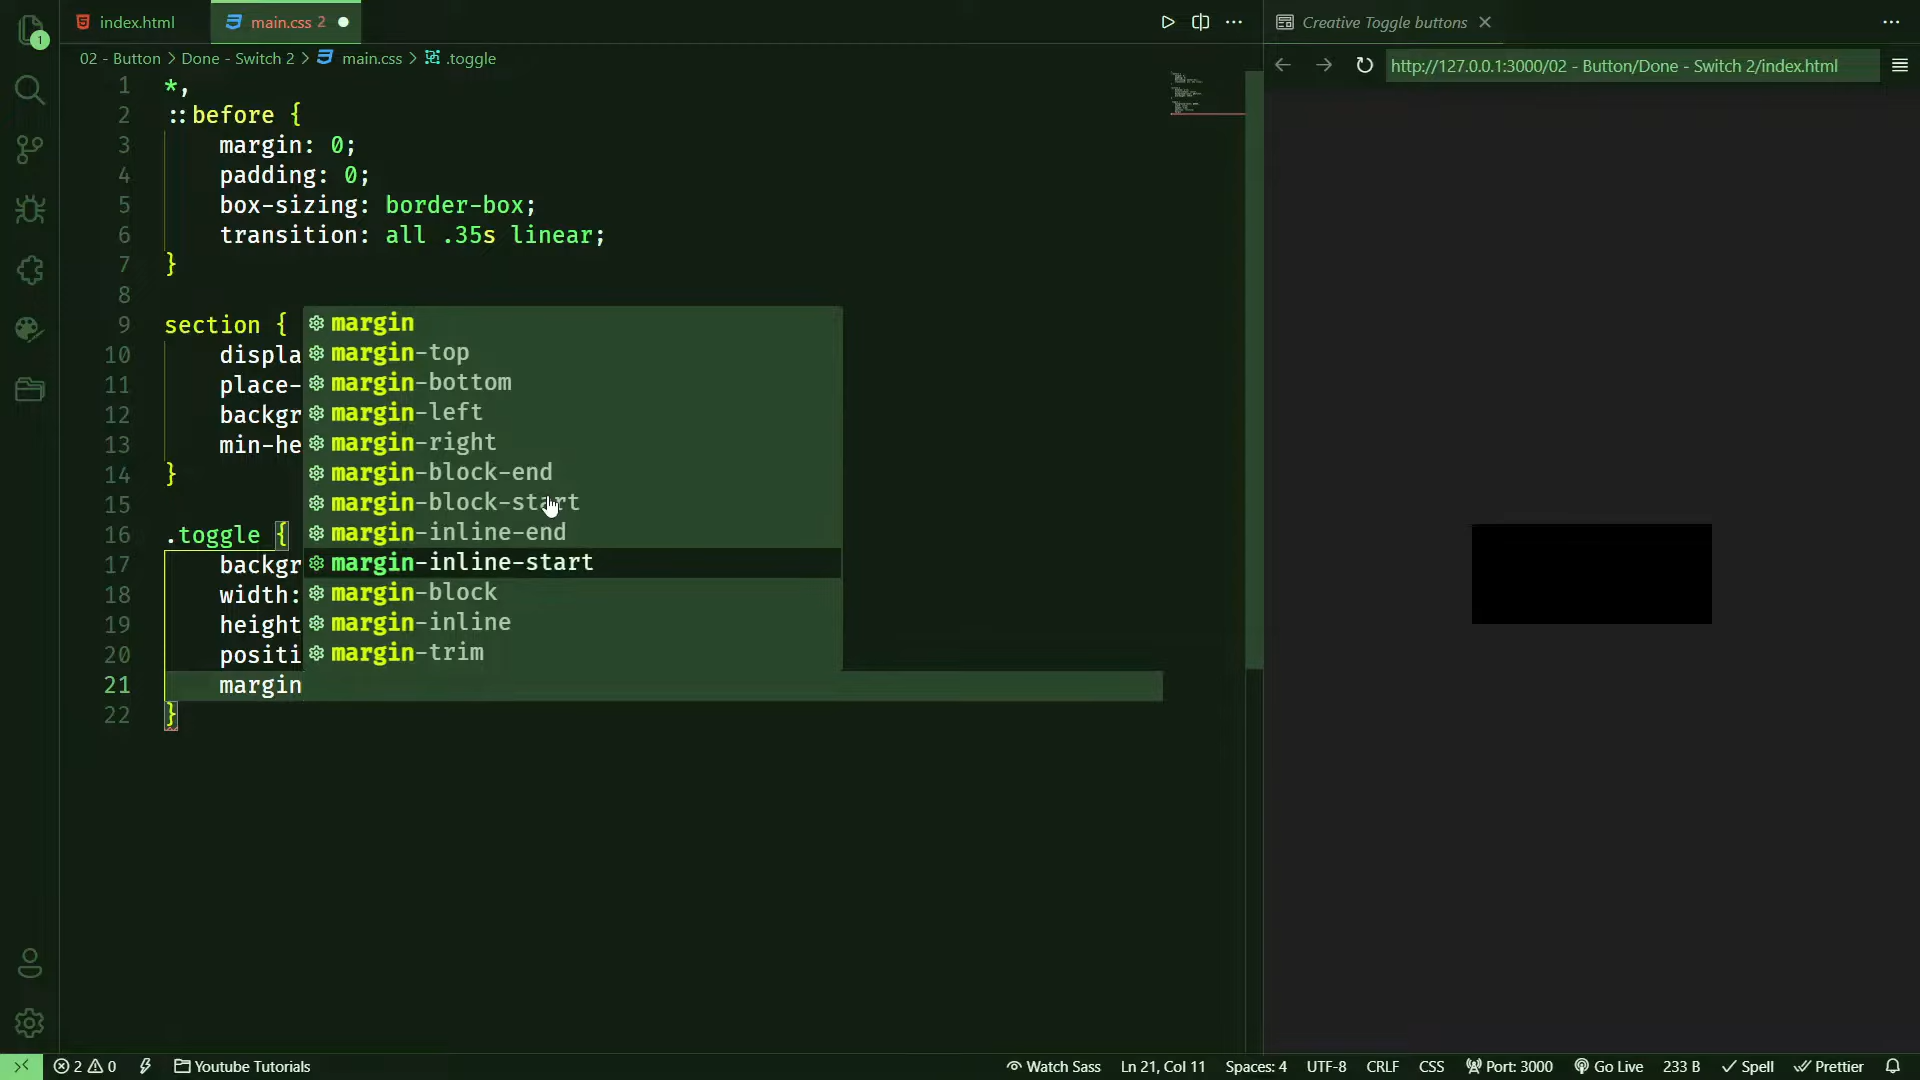 1
index.html
main.css 2
Creative Toggle buttons
02 - Button > Done - Switch 2 > main.css > .toggle
http://127.0.0.1:3000/02 - Button/Done - Switch 2/index.html
1 *,
2 ::before {
3 margin: 0;
4 padding: 0;
5 box-sizing: border-box;
6 transition: all .35s linear;
7 }
8
9 section {
10 displa
11 place-
12 backgr
13 min-he
14 }
15
16 .toggle {
17 backgr
18 width:
19 height
20 positi
21 margin
22 }
margin
margin-top
margin-bottom
margin-left
margin-right
margin-block-end
margin-block-start
margin-inline-end
margin-inline-start
margin-block
margin-inline
margin-trim
2 0 Youtube Tutorials Watch Sass Ln 21, Col 11 Spaces: 4 UTF-8 CRLF CSS Port: 3000 Go Live 233 B Spell Prettier